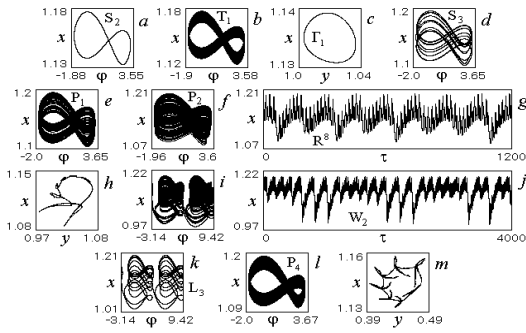 1.18 S₂ a
x
1.12
-1.88 φ 3.55
1.18 T₁ b
x
1.12
-1.9 φ 3.58
1.14 c
x Γ₁
1.13
1.0 y 1.04
1.2 S₃ d
x
1.13
-2.0 φ 3.65
1.2 P₁ e
x
1.1
-2.0 φ 3.65
1.2 P₂ f
x
1.07
-1.96 φ 3.6
1.21 g
x
1.07 R⁸
0 τ 1200
1.15 h
x
1.08
0.97 y 1.08
1.22 i
x
0.97
-3.14 φ 9.42
1.22 j
x
0.97 W₂
0 τ 4000
1.21 k
x L₃
1.01
-3.14 φ 9.42
1.2 P₄ l
x
1.09
-2.0 φ 3.67
1.16 m
x
1.13
0.39 y 0.49